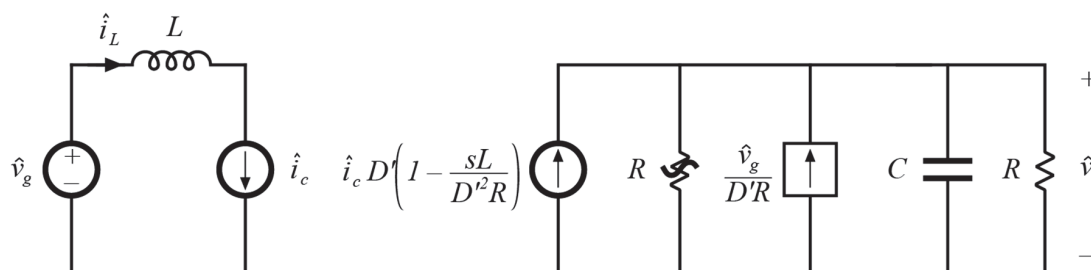 î_L L
v̂_g + − î_c
î_c D′(1 − sL / D′²R)
R
v̂_g / D′R
C R
+ v̂ −